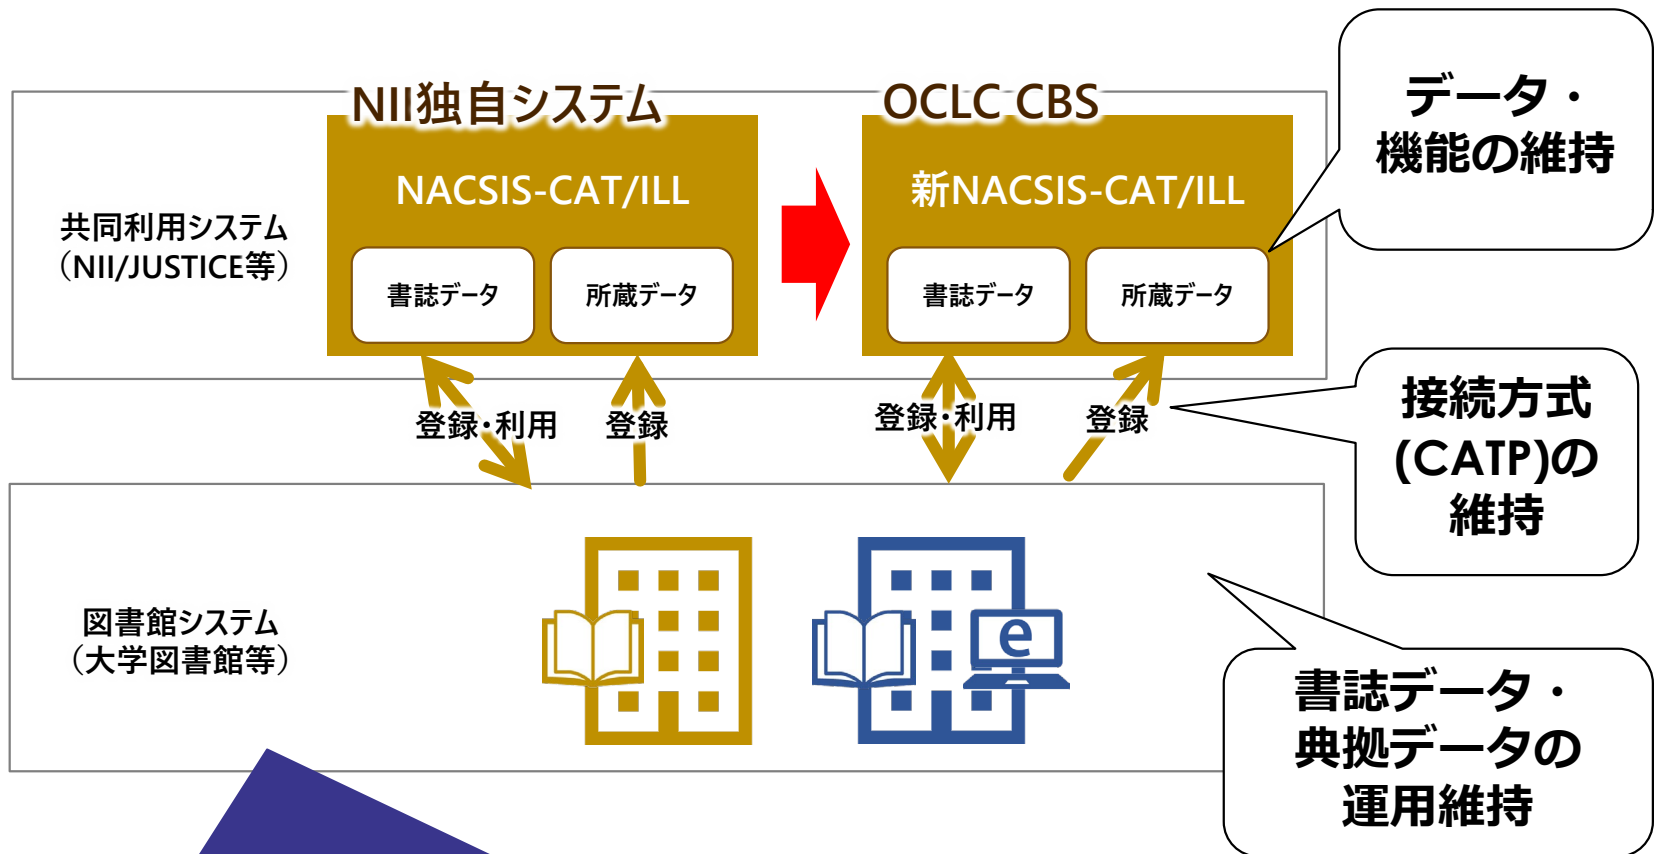 NII独自システム
OCLC CBS
データ・
機能の維持
NACSIS-CAT/ILL
新NACSIS-CAT/ILL
共同利用システム
（NII/JUSTICE等）
書誌データ
所蔵データ
書誌データ
所蔵データ
登録・利用
登録
登録・利用
登録
接続方式
(CATP)の
維持
図書館システム
（大学図書館等）
e
書誌データ・
典拠データの
運用維持